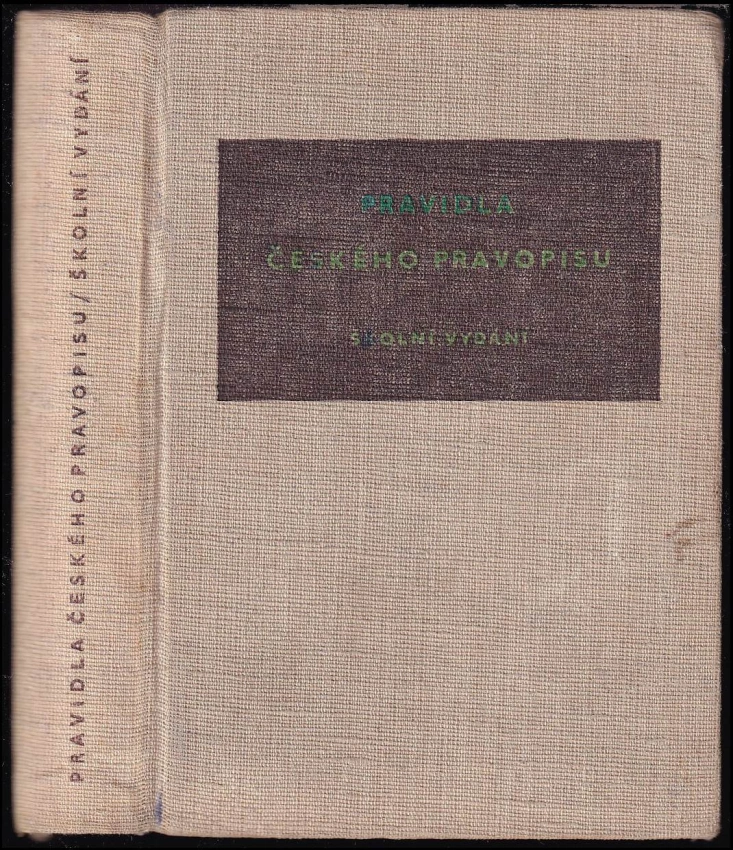 PRAVIDLA ČESKÉHO PRAVOPISU / ŠKOLNÍ VYDÁNÍ
PRAVIDLA
ČESKÉHO PRAVOPISU
ŠKOLNÍ VYDÁNÍ